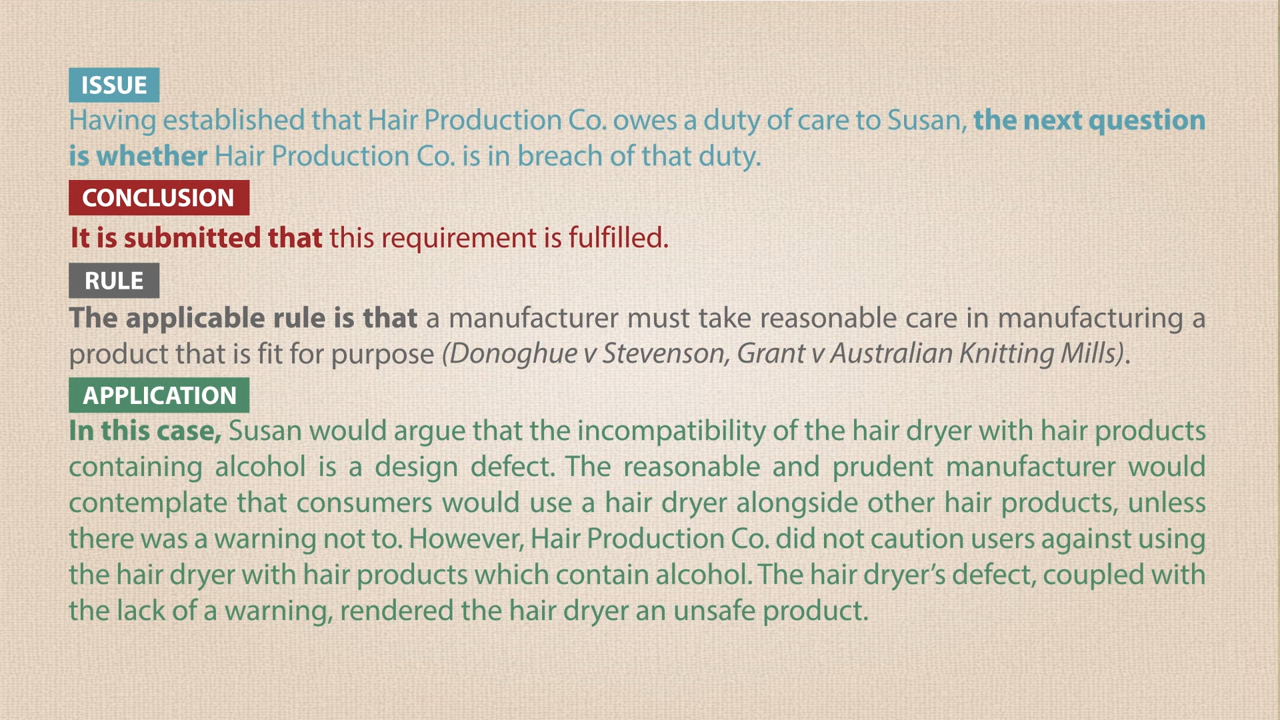 ISSUE
Having established that Hair Production Co. owes a duty of care to Susan, the next question
is whether Hair Production Co. is in breach of that duty.
CONCLUSION
It is submitted that this requirement is fulfilled.
RULE
The applicable rule is that a manufacturer must take reasonable care in manufacturing a
product that is fit for purpose (Donoghue v Stevenson, Grant v Australian Knitting Mills).
APPLICATION
In this case, Susan would argue that the incompatibility of the hair dryer with hair products
containing alcohol is a design defect. The reasonable and prudent manufacturer would
contemplate that consumers would use a hair dryer alongside other hair products, unless
there was a warning not to. However, Hair Production Co. did not caution users against using
the hair dryer with hair products which contain alcohol. The hair dryer’s defect, coupled with
the lack of a warning, rendered the hair dryer an unsafe product.